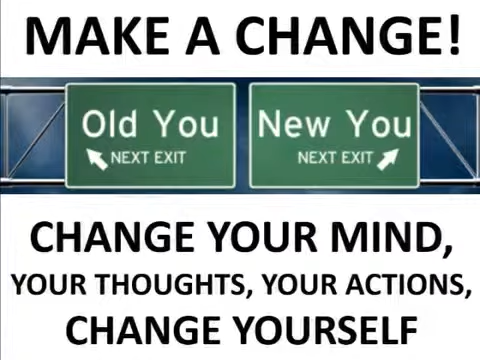 MAKE A CHANGE!
Old You New You
NEXT EXIT NEXT EXIT
CHANGE YOUR MIND,
YOUR THOUGHTS, YOUR ACTIONS,
CHANGE YOURSELF